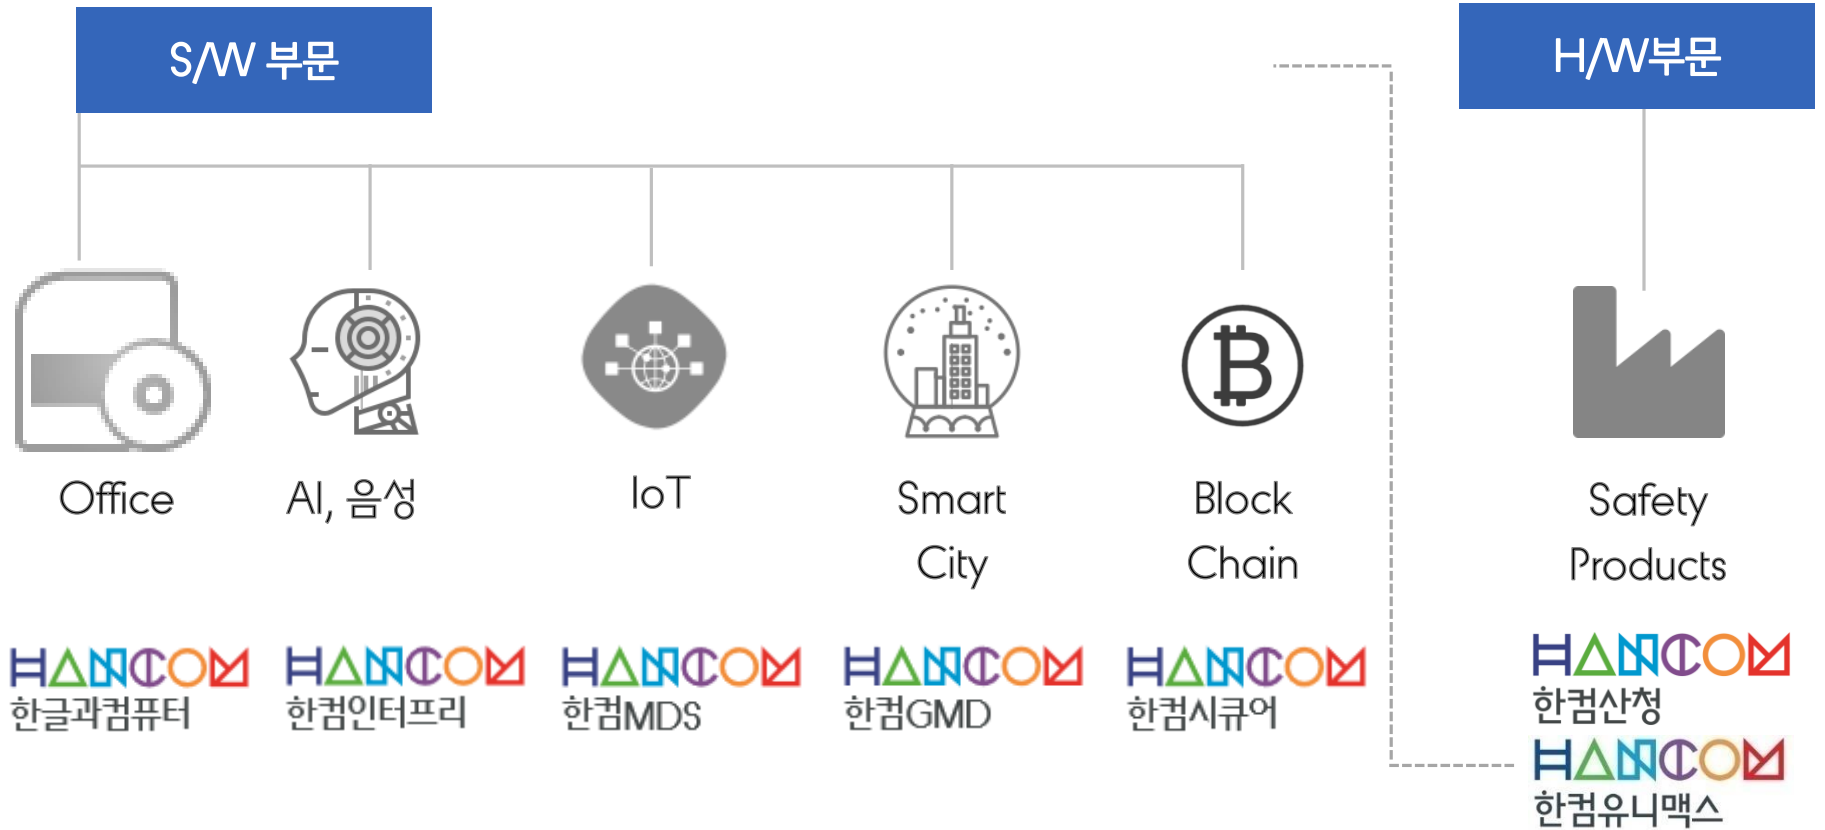 S/W 부문
H/W부문
Office
AI, 음성
IoT
Smart
City
Block
Chain
Safety
Products
HANCOM
한글과컴퓨터
HANCOM
한컴인터프리
HANCOM
한컴MDS
HANCOM
한컴GMD
HANCOM
한컴시큐어
HANCOM
한컴산청
HANCOM
한컴유니맥스